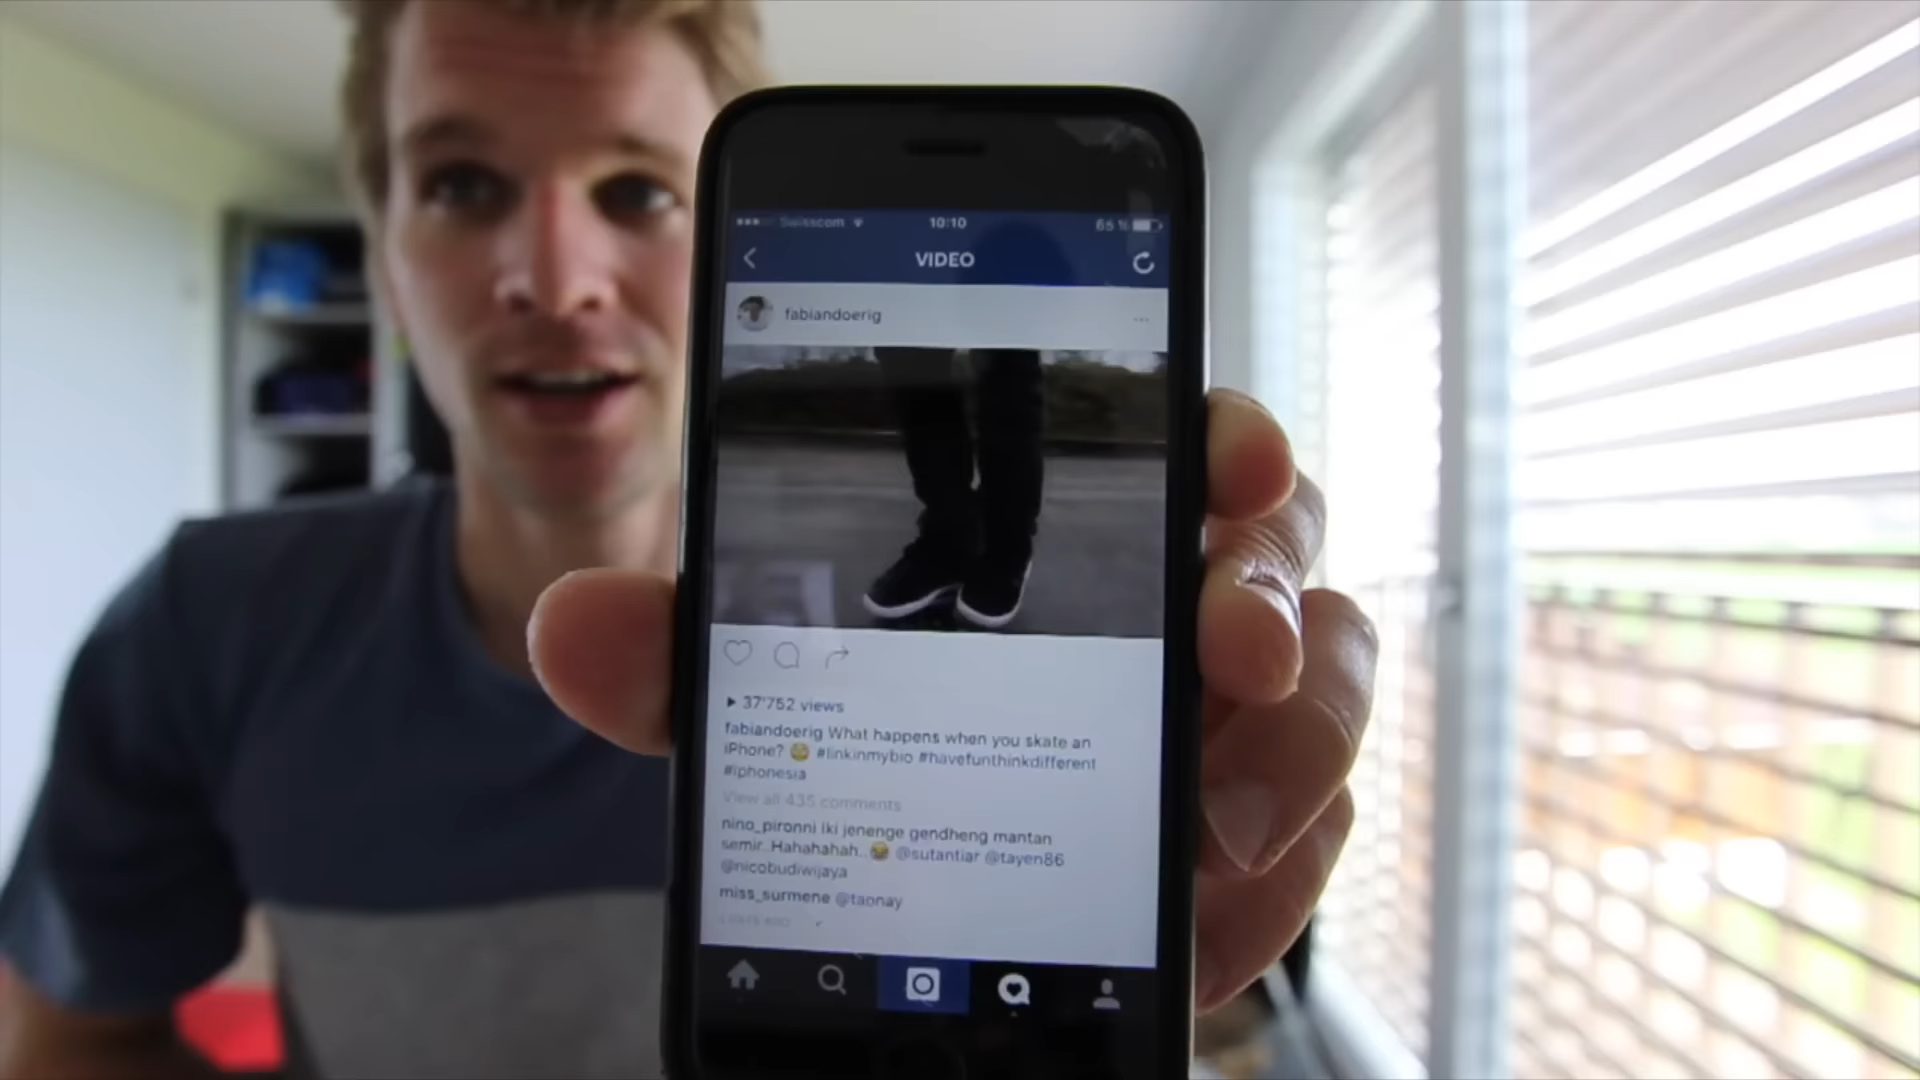 Swisscom 10:10 65 %
VIDEO
fabiandoerig
37'752 views
fabiandoerig What happens when you skate an
iPhone? 😳 #linkinmybio #havefunthinkdifferent
#iphonesia
View all 435 comments
nino_pironni Iki jenenge gendheng mantan
semir..Hahahahah..😂 @sutantiar @tayen86
@nicobudiwijaya
miss_surmene @taonay